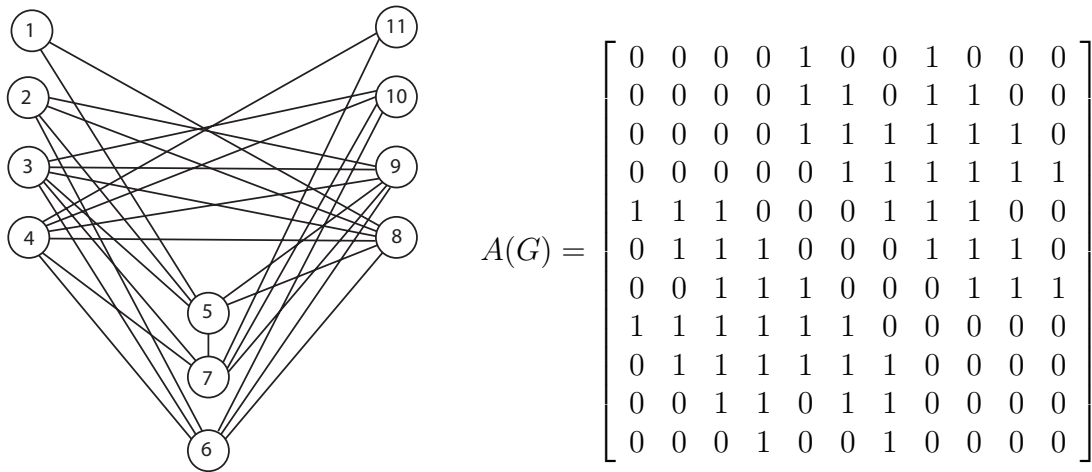 1
11
2
10
3
9
4
8
5
7
6
A(G) =
0 0 0 0 1 0 0 1 0 0 0
0 0 0 0 1 1 0 1 1 0 0
0 0 0 0 1 1 1 1 1 1 0
0 0 0 0 0 1 1 1 1 1 1
1 1 1 0 0 0 1 1 1 0 0
0 1 1 1 0 0 0 1 1 1 0
0 0 1 1 1 0 0 0 1 1 1
1 1 1 1 1 1 0 0 0 0 0
0 1 1 1 1 1 1 0 0 0 0
0 0 1 1 0 1 1 0 0 0 0
0 0 0 1 0 0 1 0 0 0 0